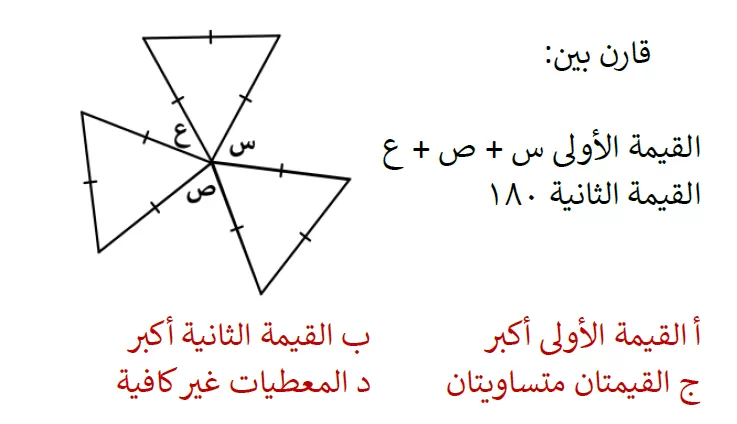 قارن بين:
القيمة الأولى س + ص + ع
القيمة الثانية ١٨٠
ع
س
ص
أ القيمة الأولى أكبر
ب القيمة الثانية أكبر
ج القيمتان متساويتان
د المعطيات غير كافية